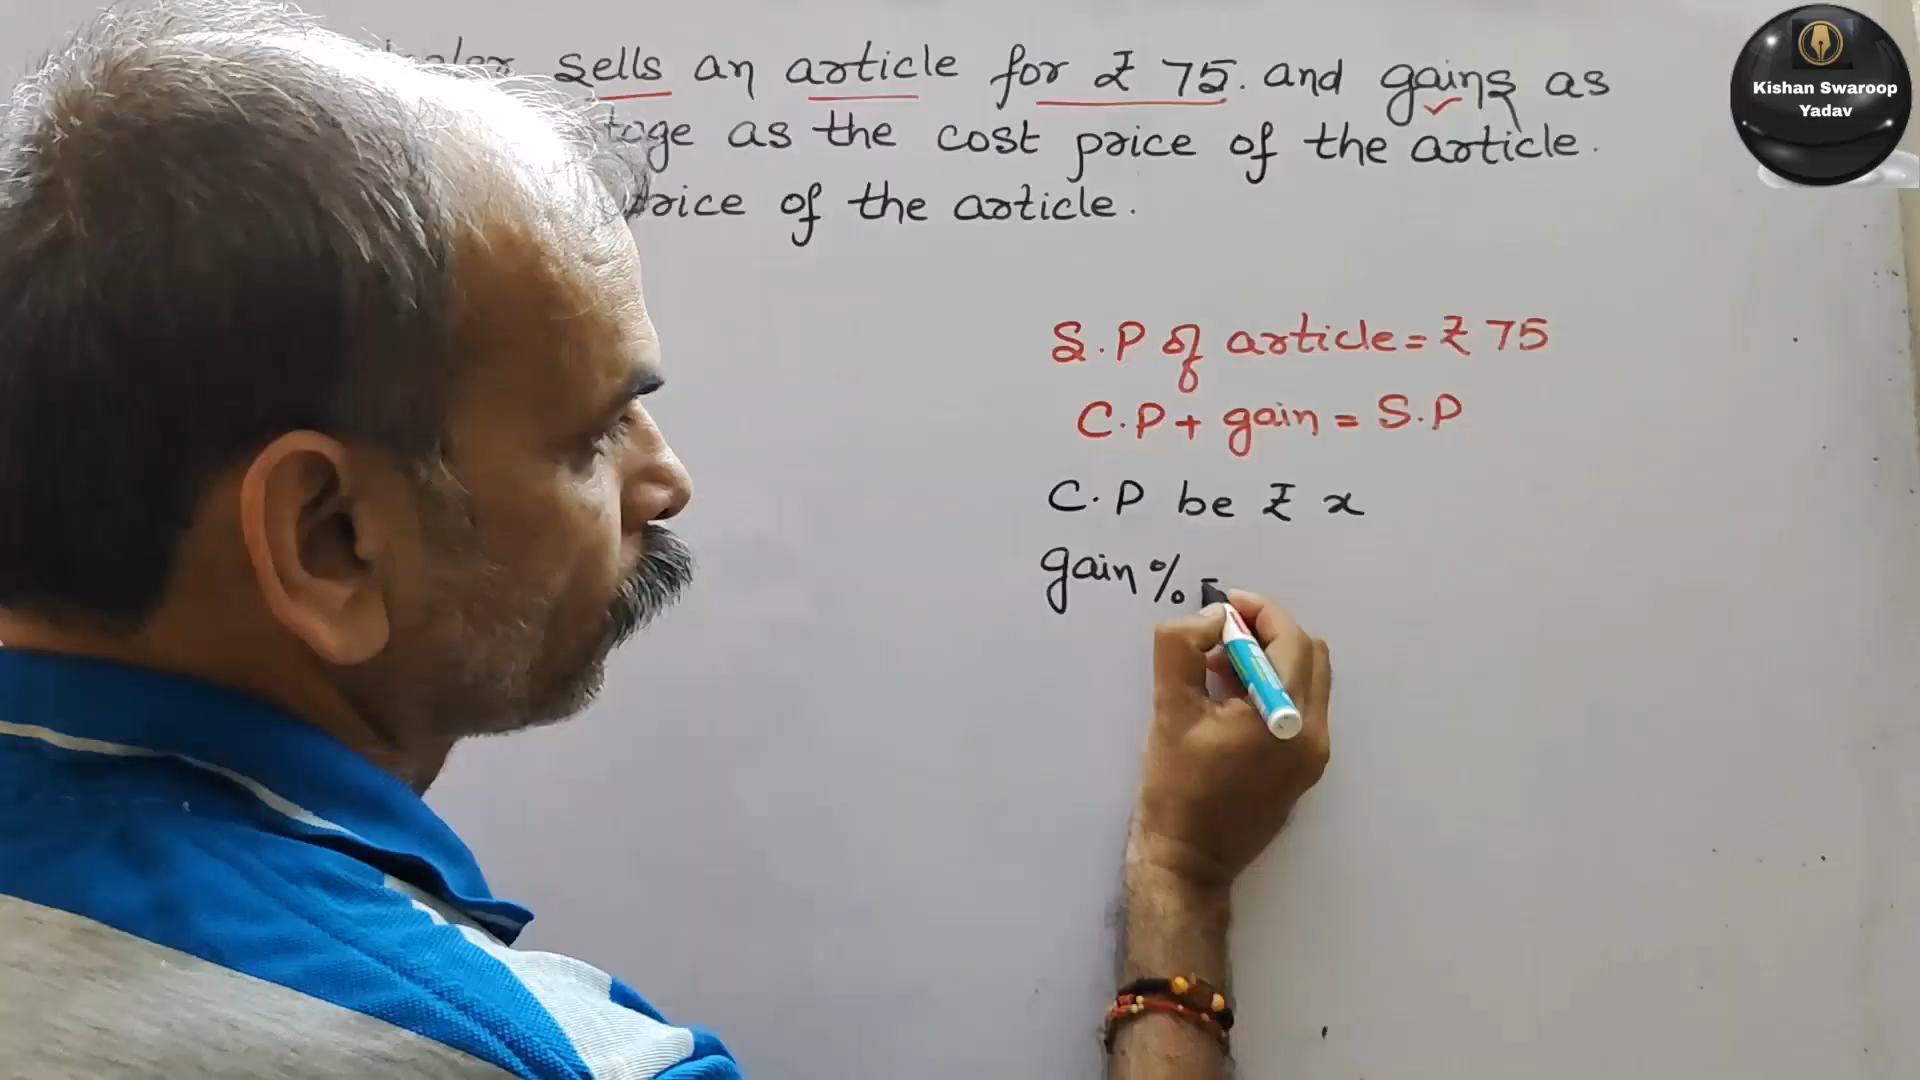 sells an article for ₹ 75. and gains as
as the cost price of the article.
of the article.
S.P of article = ₹ 75
C.P + gain = S.P
C.P be ₹ x
gain %
Kishan Swaroop
Yadav